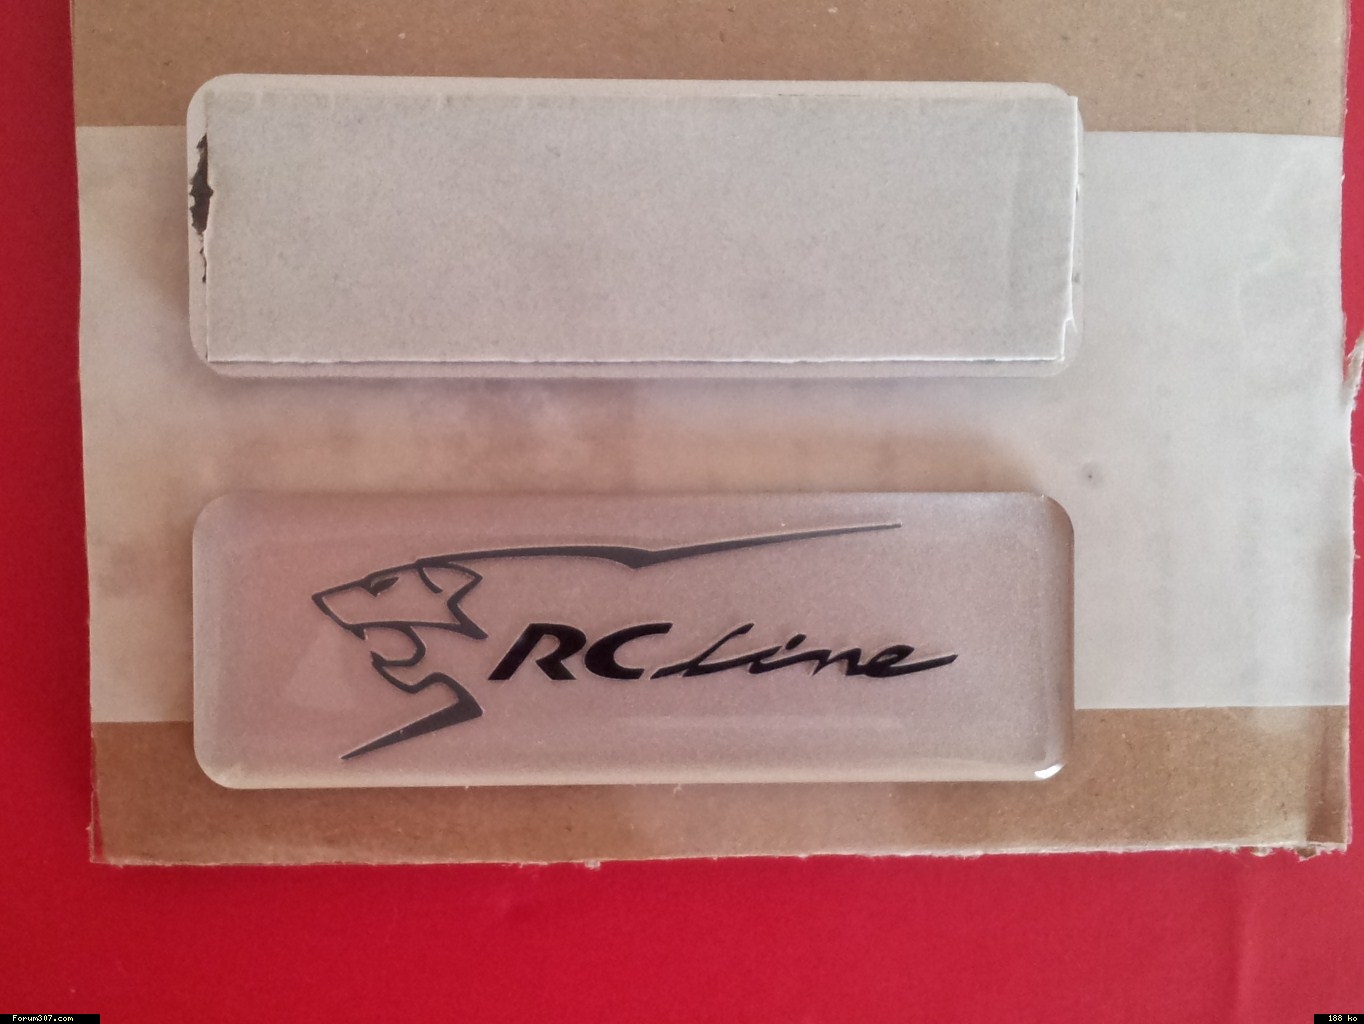 RC Line
Forum307.com
188 ko